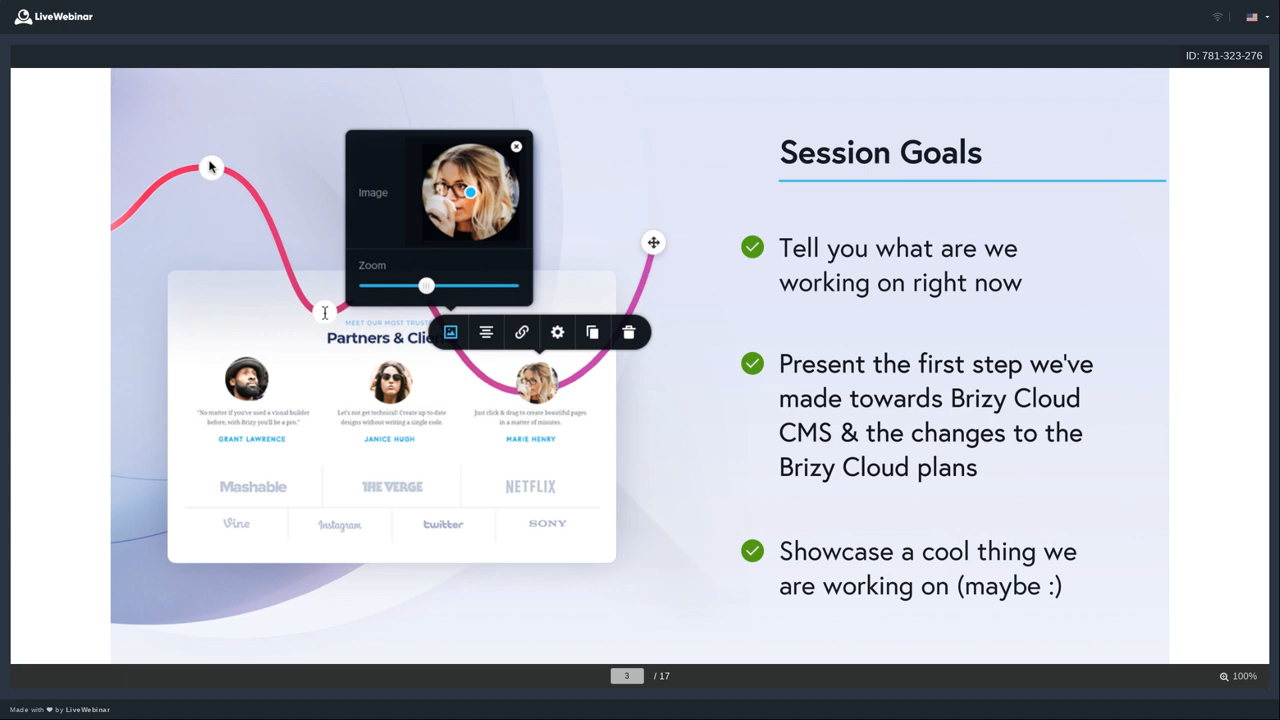 LiveWebinar
ID: 781-323-276
Session Goals
Image
Zoom
MEET OUR MOST
Partners &
"No matter if you've used a visual builder
before, with Brizy you'll be a pro."
GRANT LAWRENCE
Let's not get technical! Create up to date
designs without writing a single code.
JANICE HUGH
Just click & drag to create beautiful pages
in a matter of minutes.
MARIE HENRY
Mashable
THE VERGE
NETFLIX
Vine
Instagram
twitter
SONY
Tell you what are we
working on right now
Present the first step we've
made towards Brizy Cloud
CMS & the changes to the
Brizy Cloud plans
Showcase a cool thing we
are working on (maybe :)
3 / 17
100%
Made with ❤ by LiveWebinar